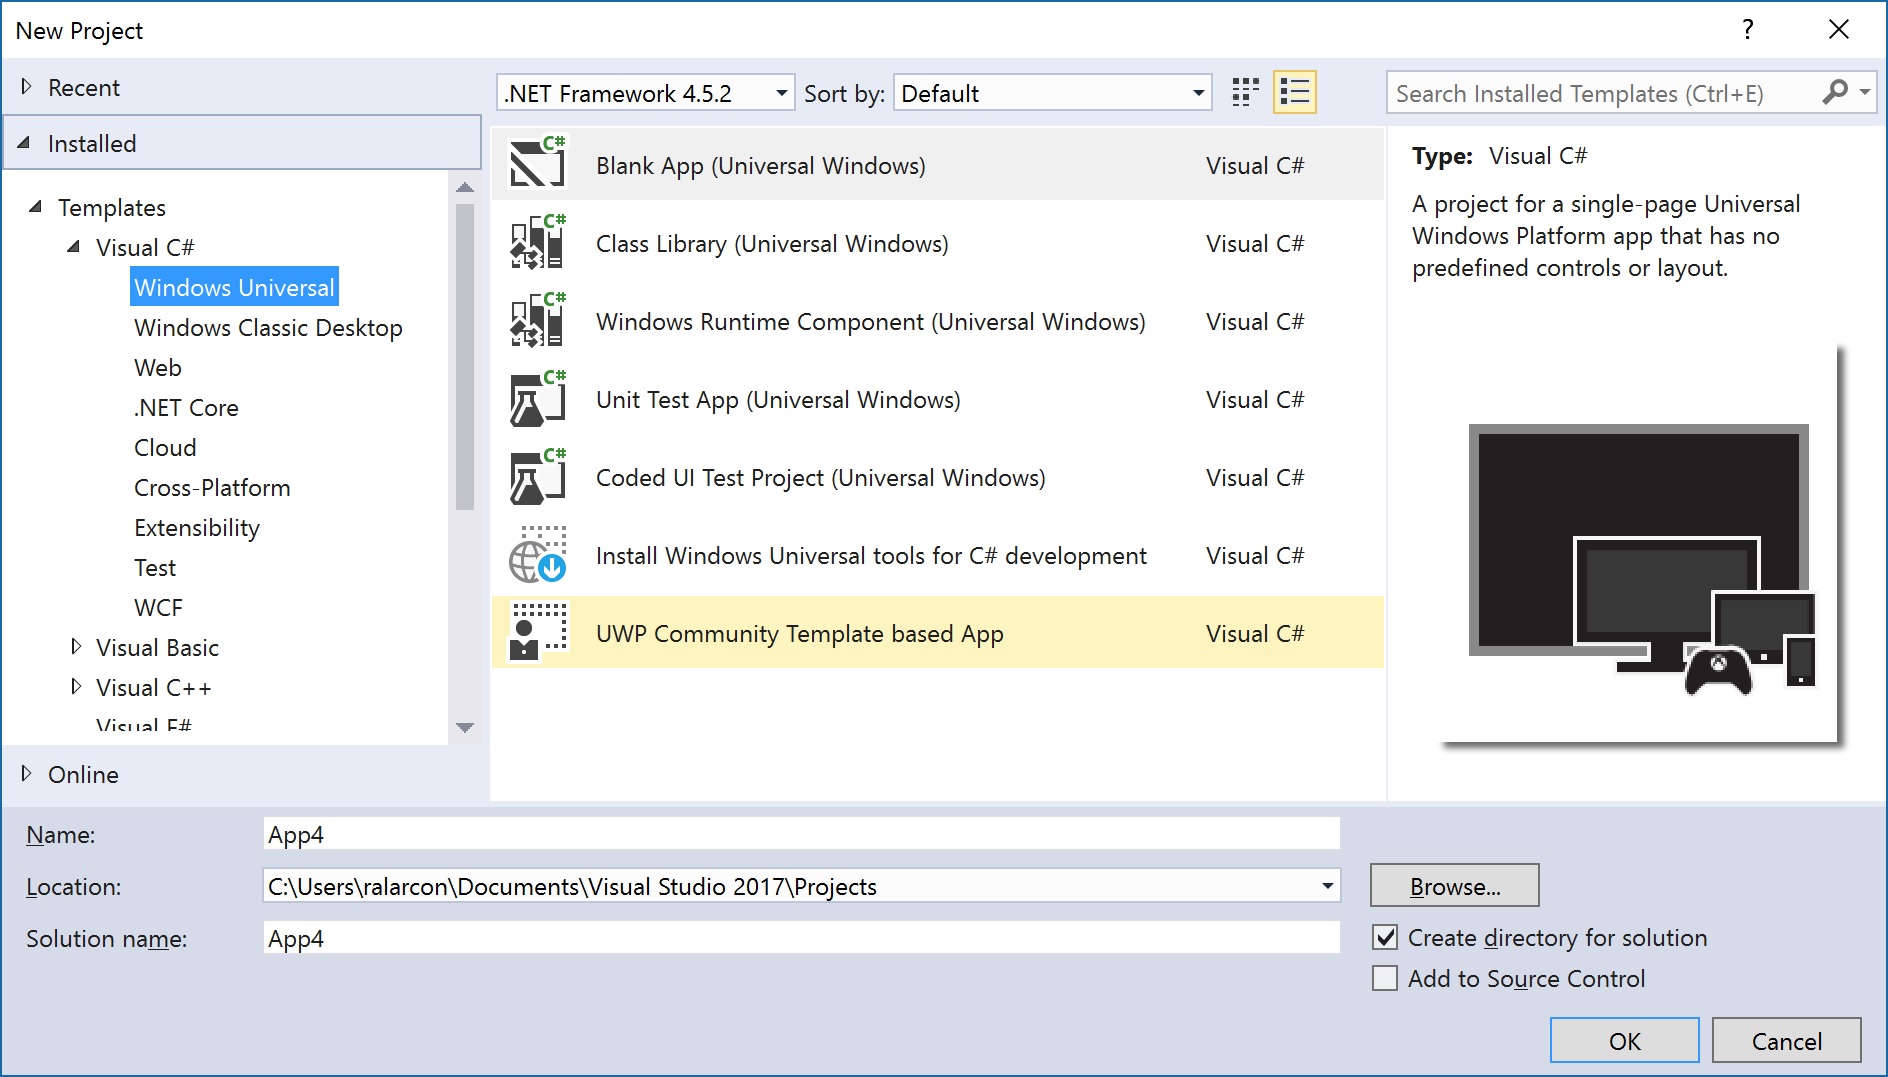 New Project
?
Recent
.NET Framework 4.5.2
Sort by:
Default
Search Installed Templates (Ctrl+E)
Installed
Templates
Visual C#
Windows Universal
Windows Classic Desktop
Web
.NET Core
Cloud
Cross-Platform
Extensibility
Test
WCF
Visual Basic
Visual C++
Visual F#
Online
C#
Blank App (Universal Windows)
Visual C#
C#
Class Library (Universal Windows)
Visual C#
C#
Windows Runtime Component (Universal Windows)
Visual C#
C#
Unit Test App (Universal Windows)
Visual C#
C#
Coded UI Test Project (Universal Windows)
Visual C#
Install Windows Universal tools for C# development
Visual C#
UWP Community Template based App
Visual C#
Type: Visual C#
A project for a single-page Universal
Windows Platform app that has no
predefined controls or layout.
Name:
App4
Location:
C:\Users\ralarcon\Documents\Visual Studio 2017\Projects
Browse...
Solution name:
App4
Create directory for solution
Add to Source Control
OK
Cancel